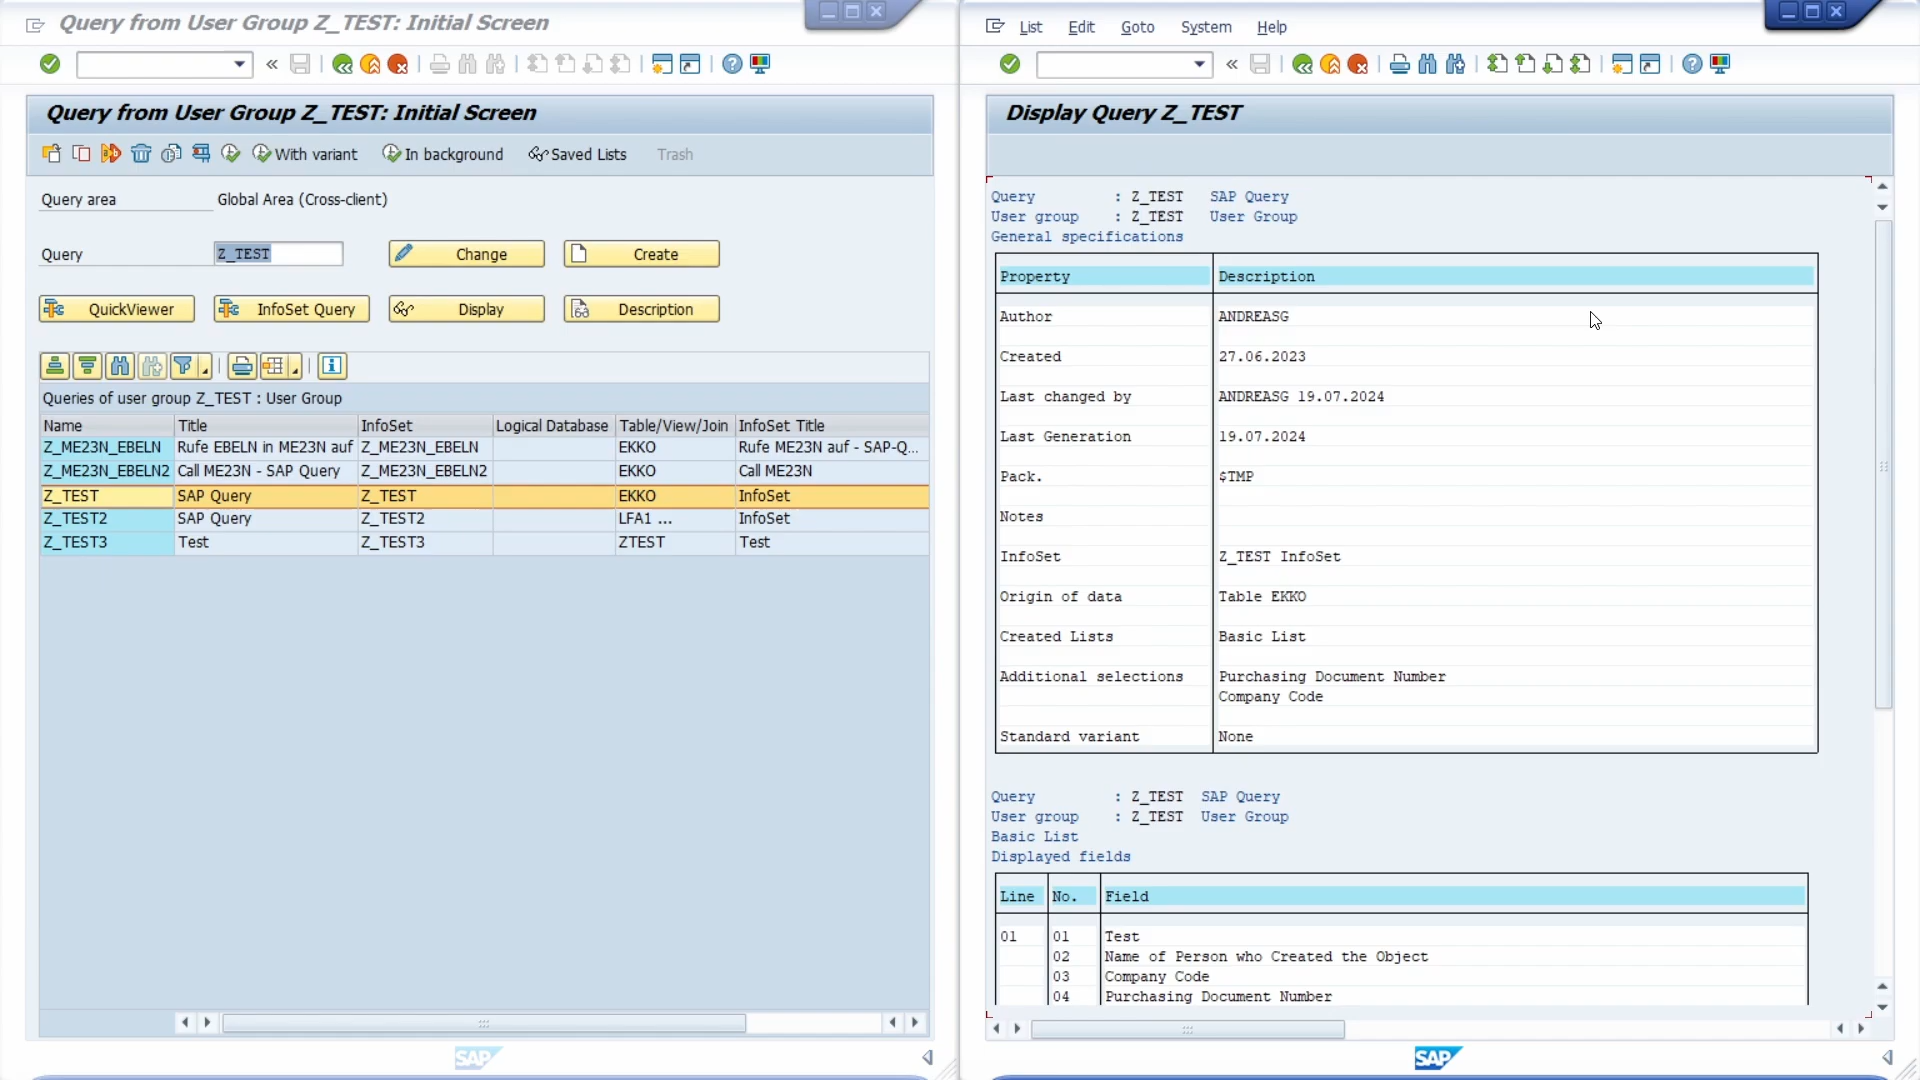 Query from User Group Z_TEST: Initial Screen
Query from User Group Z_TEST: Initial Screen
With variant
In background
Saved Lists
Trash
Query area
Global Area (Cross-client)
Query
Z_TEST
Change
Create
QuickViewer
InfoSet Query
Display
Description
Queries of user group Z_TEST : User Group
Name Title InfoSet Logical Database Table/View/Join InfoSet Title
Z_ME23N_EBELN Rufe EBELN in ME23N auf Z_ME23N_EBELN EKKO Rufe ME23N auf - SAP-Q...
Z_ME23N_EBELN2 Call ME23N - SAP Query Z_ME23N_EBELN2 EKKO Call ME23N
Z_TEST SAP Query Z_TEST EKKO InfoSet
Z_TEST2 SAP Query Z_TEST2 LFA1 ... InfoSet
Z_TEST3 Test Z_TEST3 ZTEST Test
SAP
List Edit Goto System Help
Display Query Z_TEST
Query : Z_TEST SAP Query
User group : Z_TEST User Group
General specifications
Property Description
Author ANDREASG
Created 27.06.2023
Last changed by ANDREASG 19.07.2024
Last Generation 19.07.2024
Pack. $TMP
Notes
InfoSet Z_TEST InfoSet
Origin of data Table EKKO
Created Lists Basic List
Additional selections Purchasing Document Number
Company Code
Standard variant None
Query : Z_TEST SAP Query
User group : Z_TEST User Group
Basic List
Displayed fields
Line No. Field
01 01 Test
02 Name of Person who Created the Object
03 Company Code
04 Purchasing Document Number
SAP